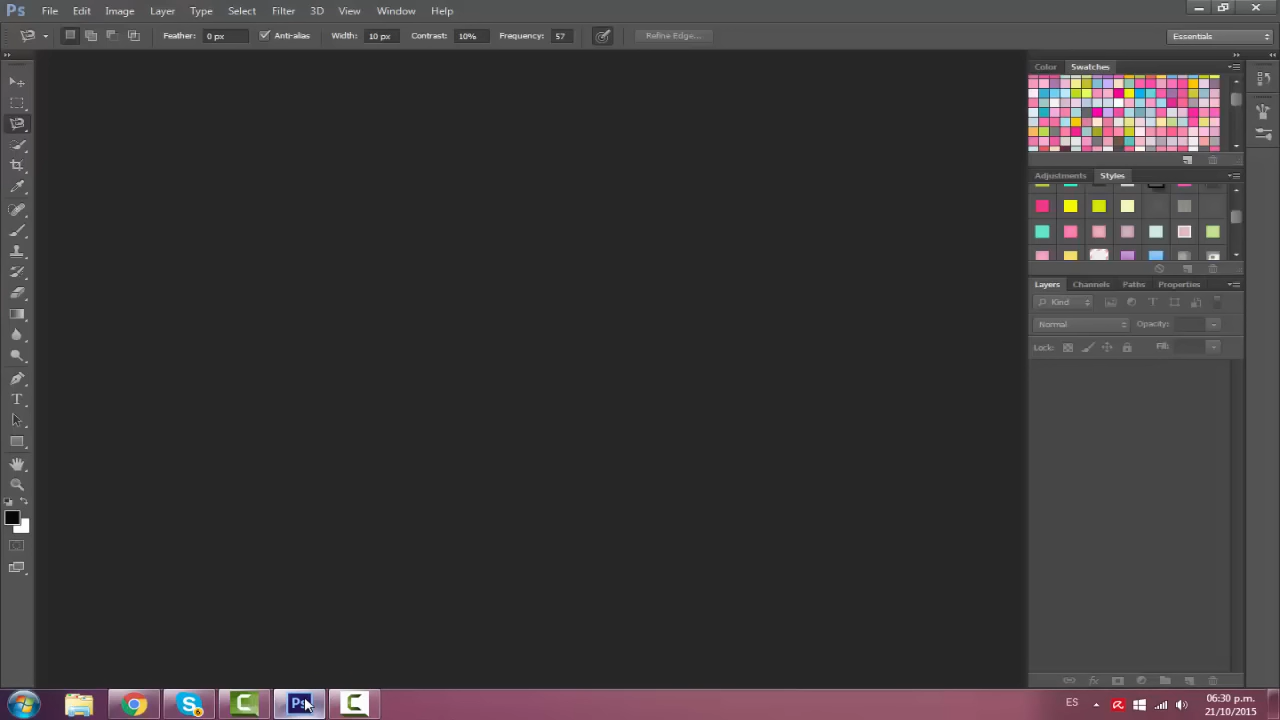 Ps File Edit Image Layer Type Select Filter 3D View Window Help
Feather: 0 px Anti-alias Width: 10 px Contrast: 10% Frequency: 57 Refine Edge... Essentials
Color Swatches
Adjustments Styles
Layers Channels Paths Properties
Kind
Normal Opacity:
Lock: Fill:
ES
06:30 p.m.
21/10/2015
S 6
Ps